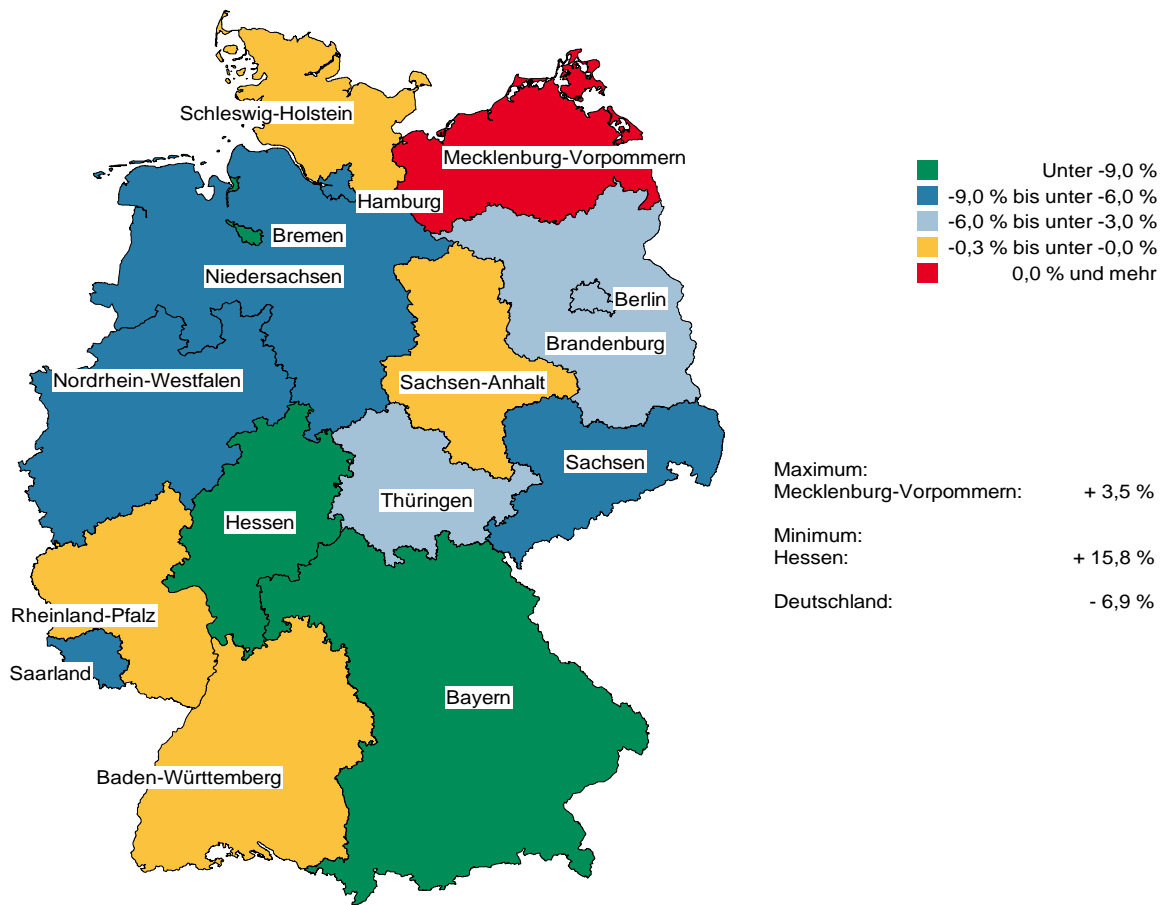 Schleswig-Holstein
Mecklenburg-Vorpommern
Hamburg
Bremen
Niedersachsen
Berlin
Brandenburg
Nordrhein-Westfalen
Sachsen-Anhalt
Sachsen
Thüringen
Hessen
Rheinland-Pfalz
Saarland
Bayern
Baden-Württemberg
Unter -9,0 %
-9,0 % bis unter -6,0 %
-6,0 % bis unter -3,0 %
-0,3 % bis unter -0,0 %
0,0 % und mehr
Maximum:
Mecklenburg-Vorpommern: + 3,5 %
Minimum:
Hessen: + 15,8 %
Deutschland: - 6,9 %